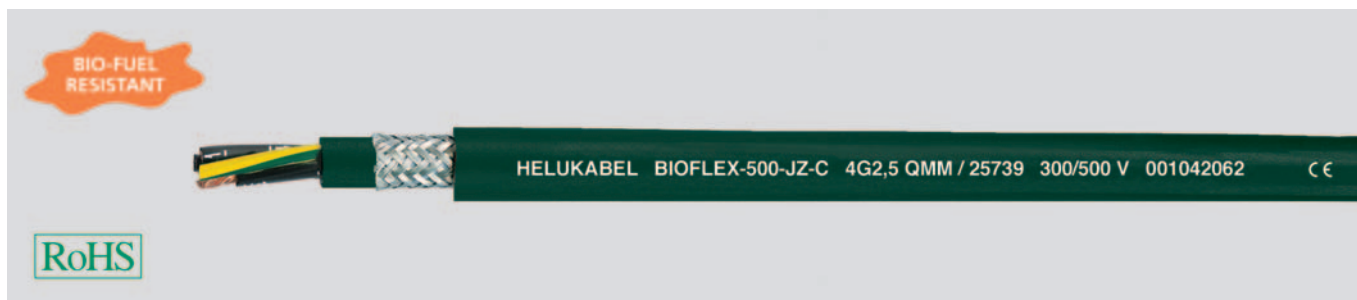 BIO-FUEL
RESISTANT
HELUKABEL BIOFLEX-500-JZ-C 4G2,5 QMM / 25739 300/500 V 001042062 CE
RoHS